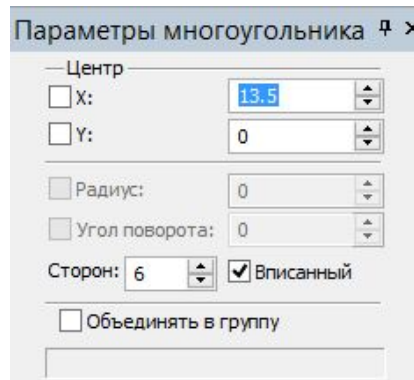 Параметры многоугольника
Центр
X: 13.5
Y: 0
Радиус: 0
Угол поворота: 0
Сторон: 6 Вписанный
Объединять в группу